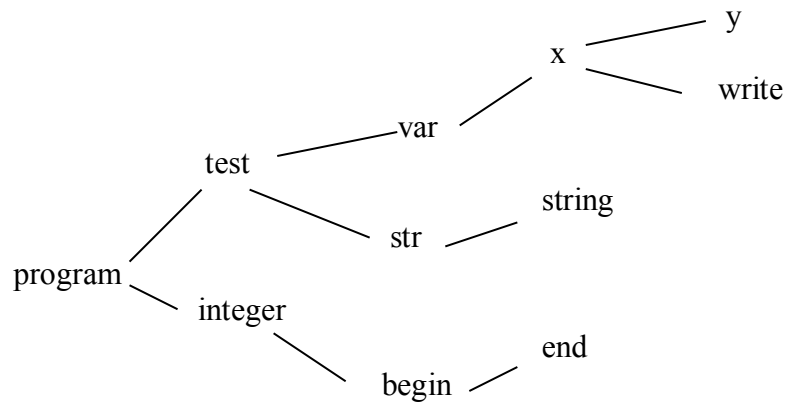 y
x
write
var
test
string
str
program
integer
end
begin